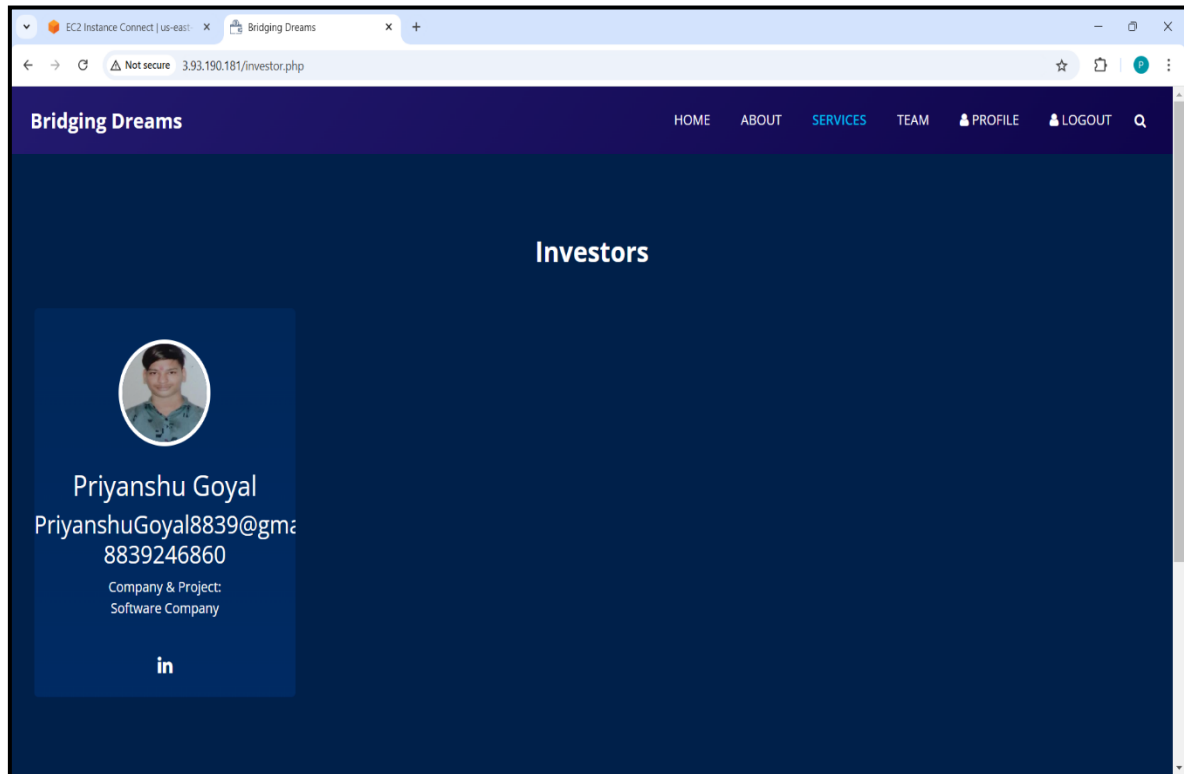 EC2 Instance Connect | us-east-
Bridging Dreams
Not secure 3.93.190.181/investor.php
P
Bridging Dreams
HOME ABOUT SERVICES TEAM PROFILE LOGOUT
Investors
Priyanshu Goyal
PriyanshuGoyal8839@gma
8839246860
Company & Project:
Software Company
in